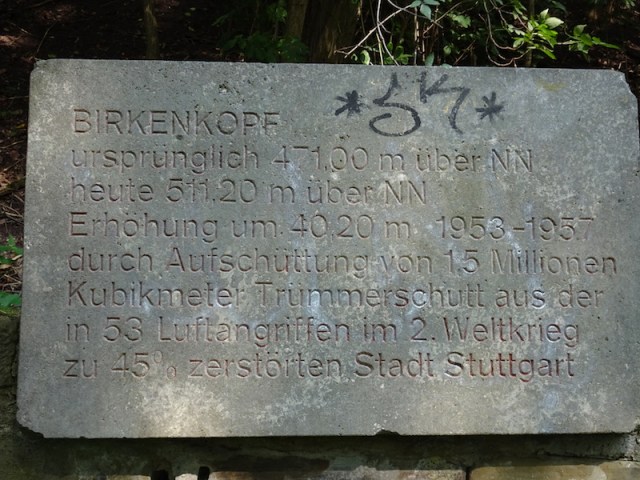 BIRKENKOPF
ursprünglich 471,00 m über NN
heute 511,20 m über NN
Erhöhung um 40,20 m 1953-1957
durch Aufschüttung von 1,5 Millionen
Kubikmeter Trümmerschutt aus der
in 53 Luftangriffen im 2. Weltkrieg
zu 45% zerstörten Stadt Stuttgart